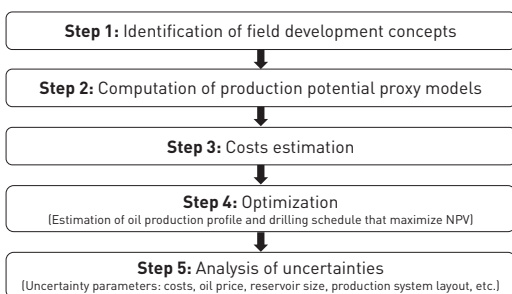 Step 1: Identification of field development concepts
Step 2: Computation of production potential proxy models
Step 3: Costs estimation
Step 4: Optimization
(Estimation of oil production profile and drilling schedule that maximize NPV)
Step 5: Analysis of uncertainties
(Uncertainty parameters: costs, oil price, reservoir size, production system layout, etc.)